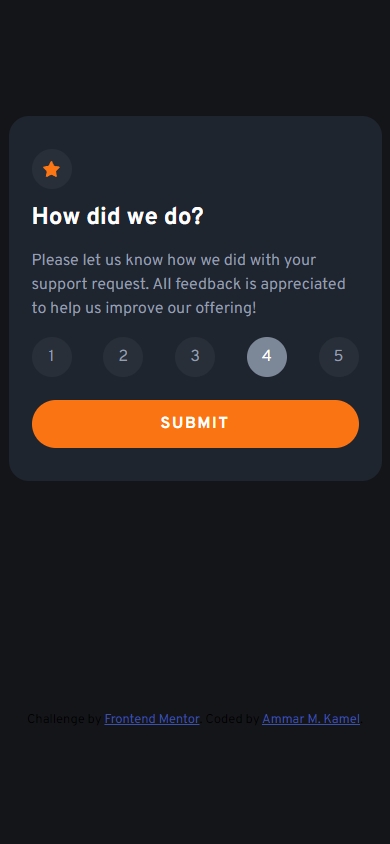 How did we do?
Please let us know how we did with your
support request. All feedback is appreciated
to help us improve our offering!
1 2 3 4 5
SUBMIT
Challenge by Frontend Mentor. Coded by Ammar M. Kamel.